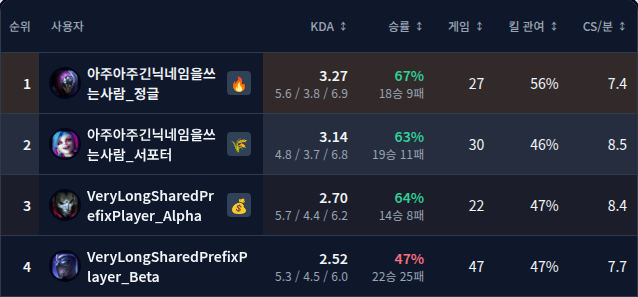 순위 사용자 KDA ↕ 승률 ↕ 게임 ↕ 킬 관여 ↕ CS/분 ↕
1 아주아주긴닉네임을쓰 3.27 67% 27 56% 7.4
는사람_정글 5.6 / 3.8 / 6.9 18승 9패
2 아주아주긴닉네임을쓰 3.14 63% 30 46% 8.5
는사람_서포터 4.8 / 3.7 / 6.8 19승 11패
3 VeryLongSharedPr 2.70 64% 22 47% 8.4
efixPlayer_Alpha 5.7 / 4.4 / 6.2 14승 8패
4 VeryLongSharedPrefixP 2.52 47% 47 47% 7.7
layer_Beta 5.3 / 4.5 / 6.0 22승 25패